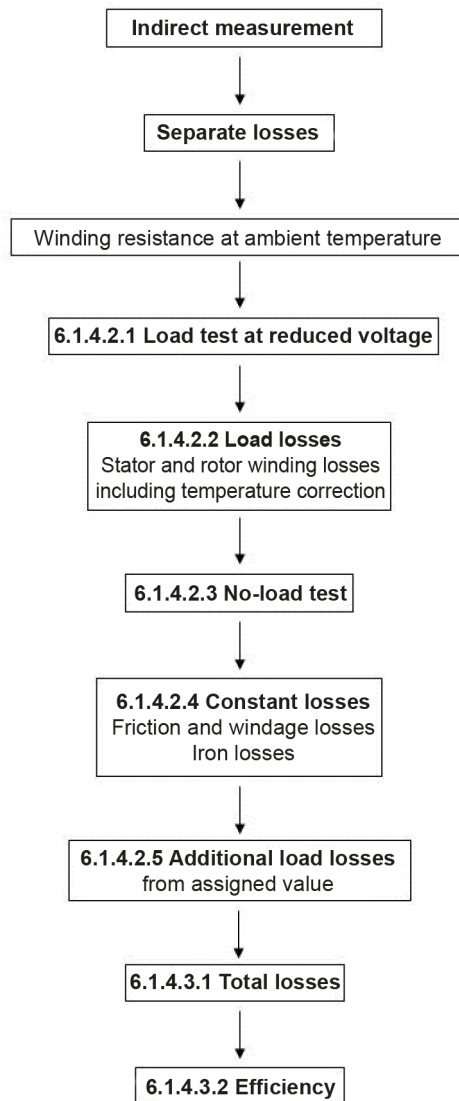 Indirect measurement
Separate losses
Winding resistance at ambient temperature
6.1.4.2.1 Load test at reduced voltage
6.1.4.2.2 Load losses
Stator and rotor winding losses
including temperature correction
6.1.4.2.3 No-load test
6.1.4.2.4 Constant losses
Friction and windage losses
Iron losses
6.1.4.2.5 Additional load losses
from assigned value
6.1.4.3.1 Total losses
6.1.4.3.2 Efficiency